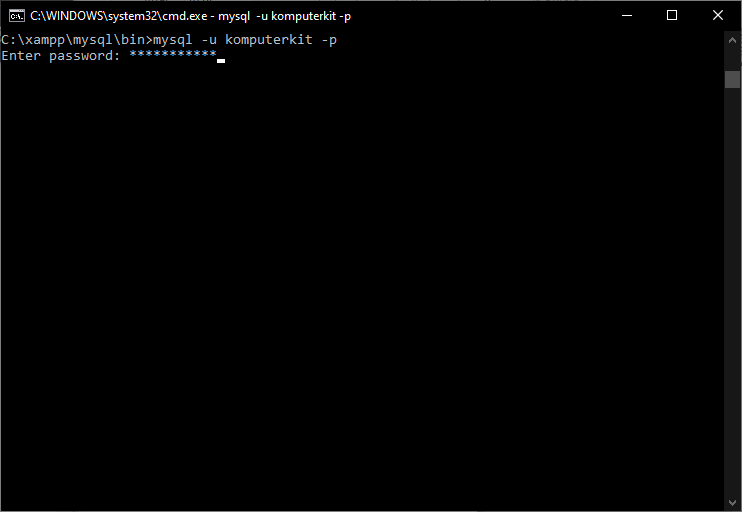 C:\WINDOWS\system32\cmd.exe - mysql  -u komputerkit -p
C:\xampp\mysql\bin>mysql -u komputerkit -p
Enter password: ***********